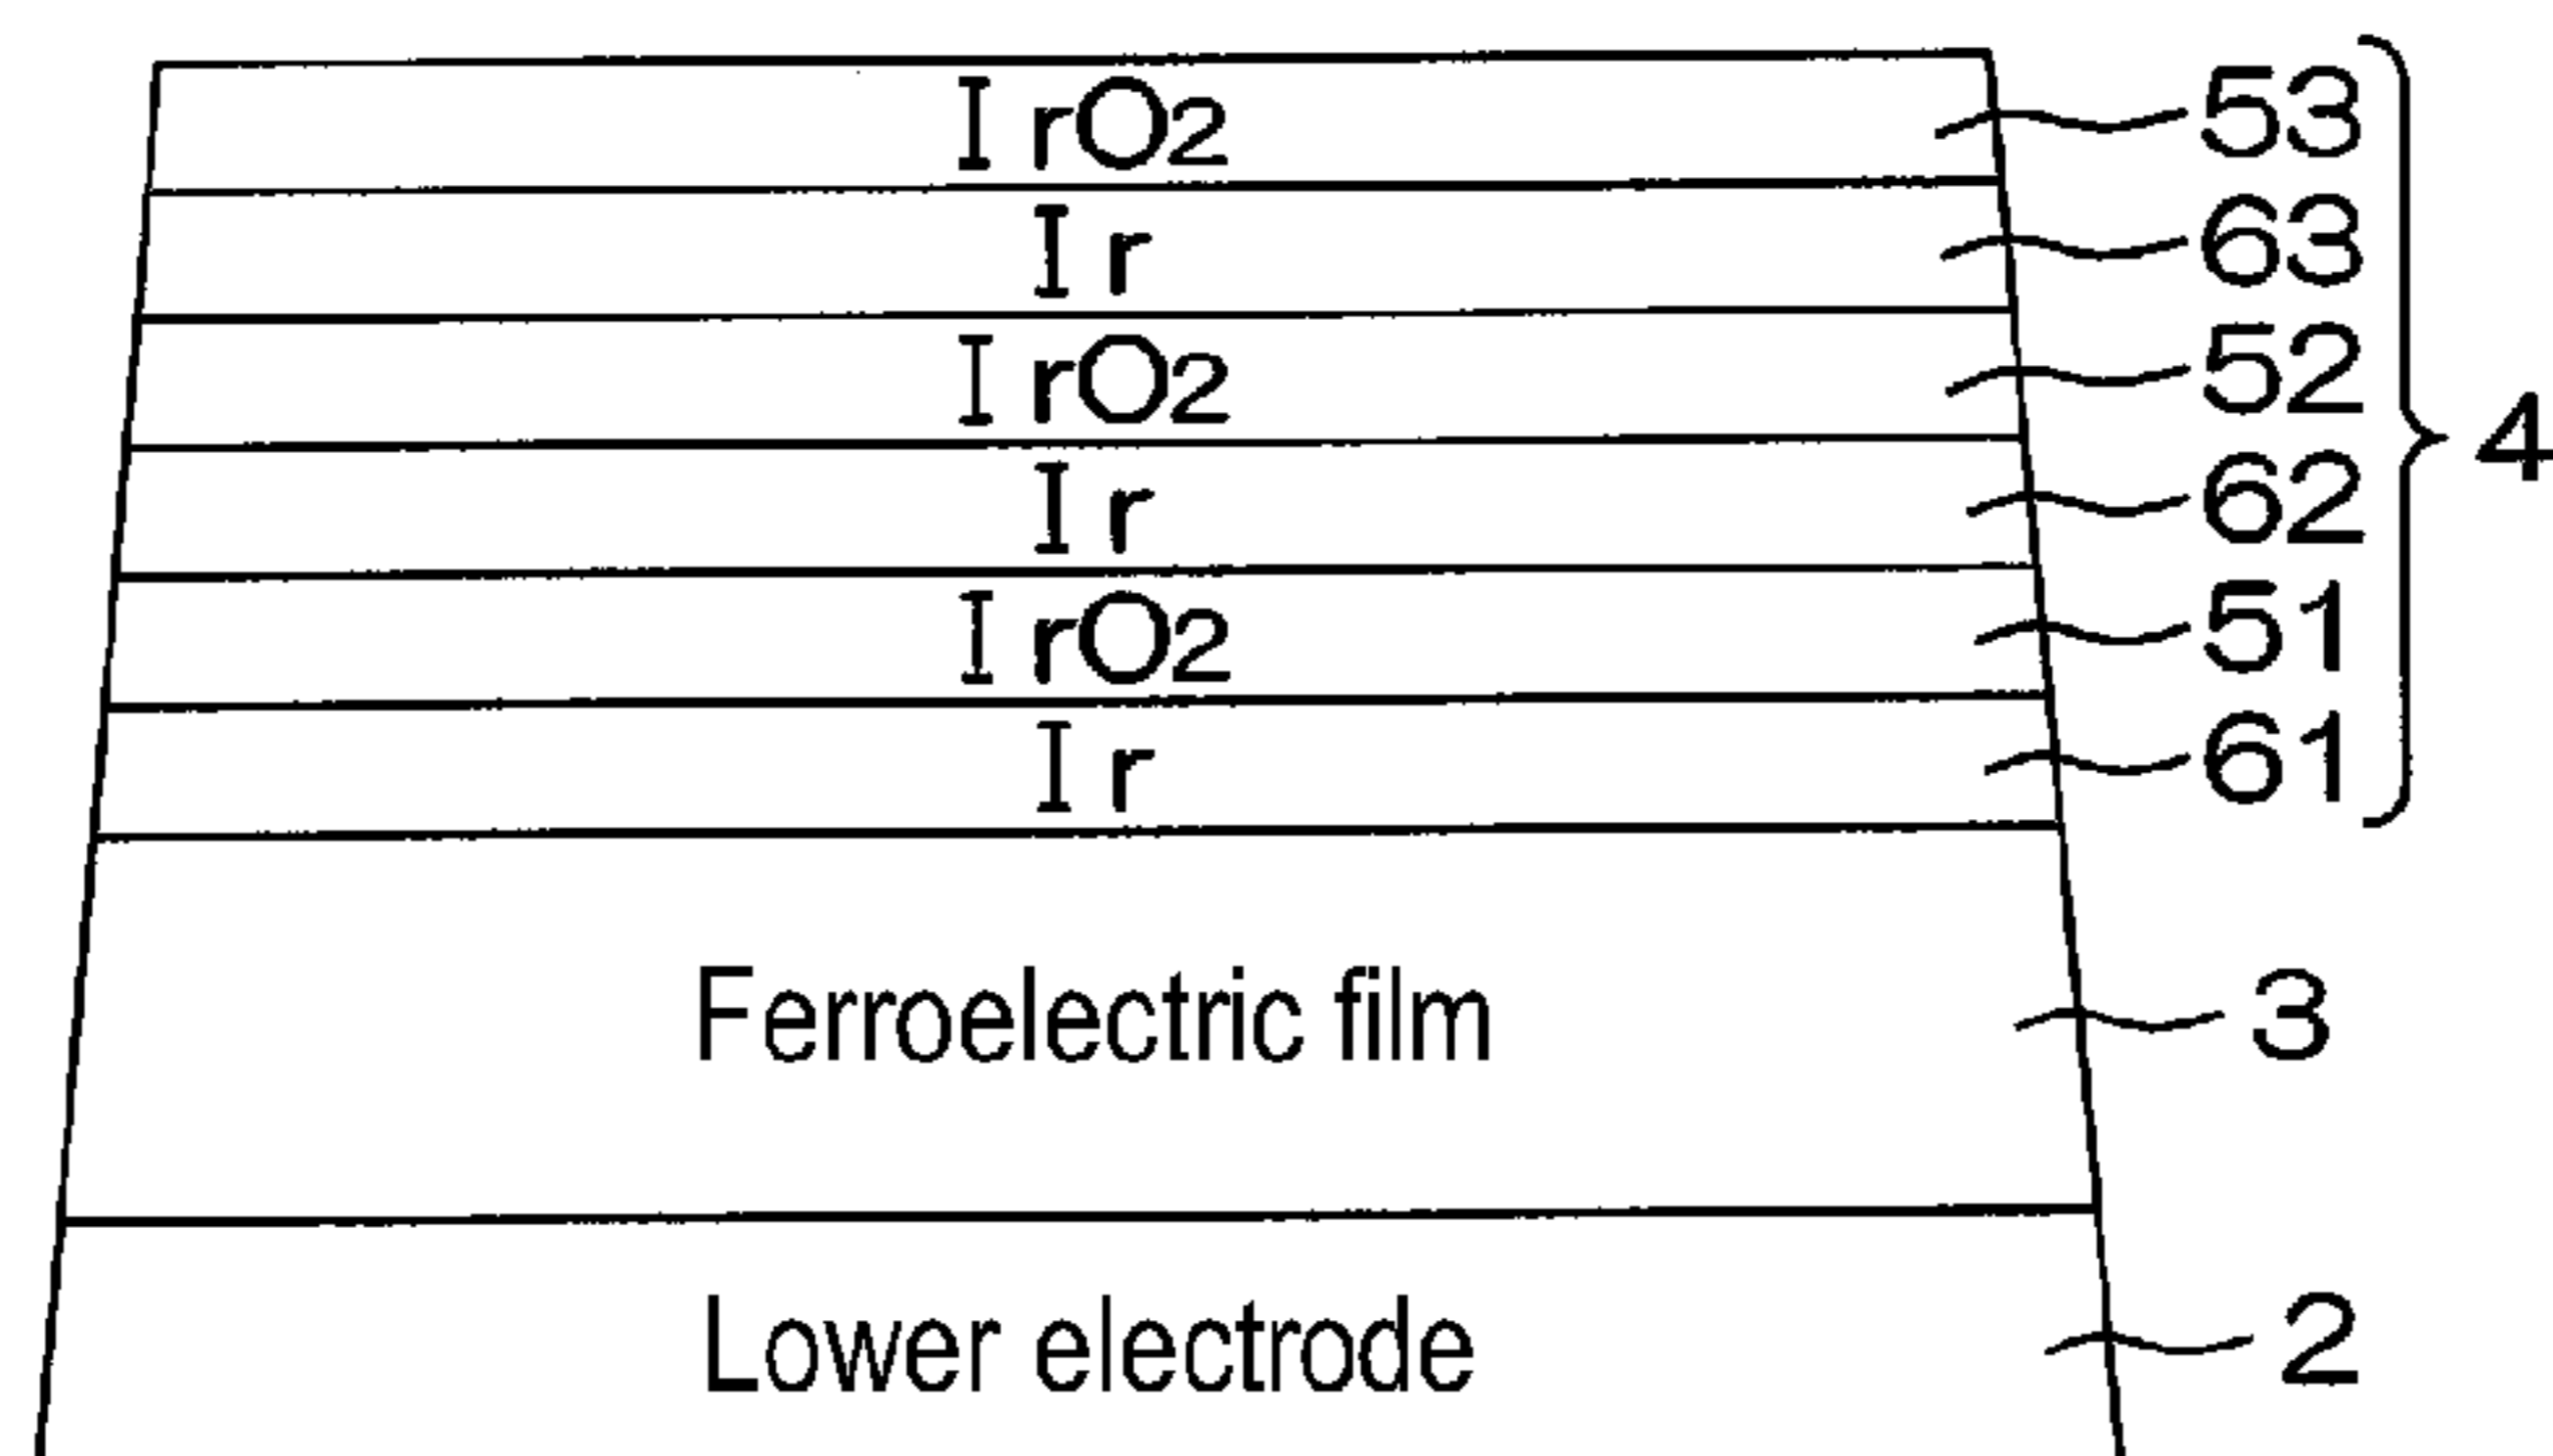 IrO2 53
Ir 63
IrO2 52
4
Ir 62
IrO2 51
Ir 61
Ferroelectric film 3
Lower electrode 2